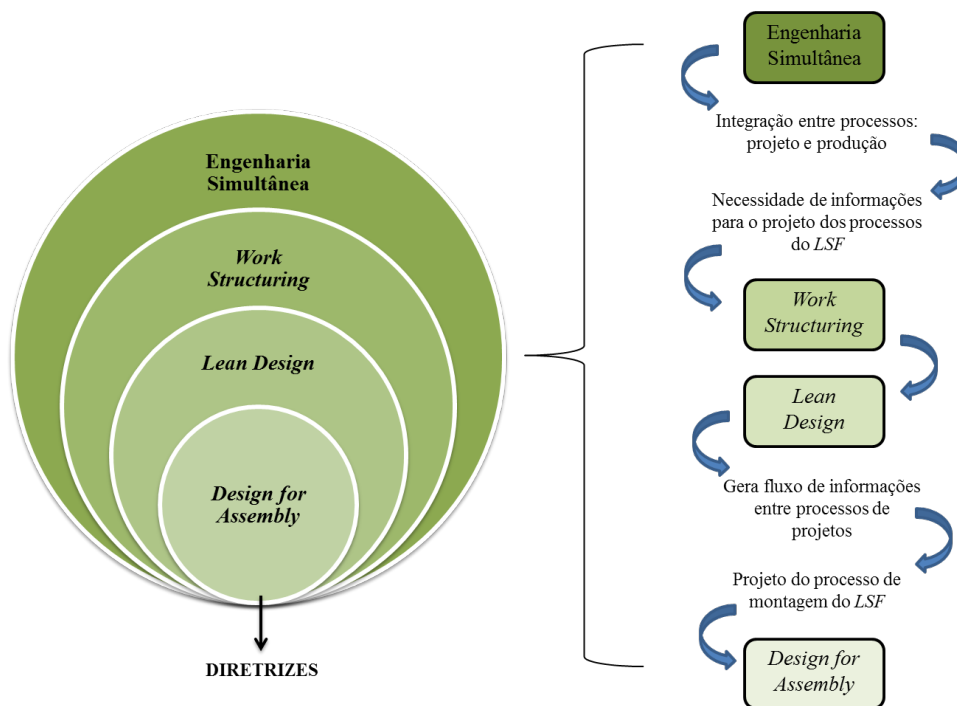 Engenharia
Simultânea
Work
Structuring
Lean Design
Design for
Assembly
DIRETRIZES
Engenharia
Simultânea
Integração entre processos:
projeto e produção
Necessidade de informações
para o projeto dos processos
do LSF
Work
Structuring
Lean
Design
Gera fluxo de informações
entre processos de
projetos
Projeto do processo de
montagem do LSF
Design for
Assembly